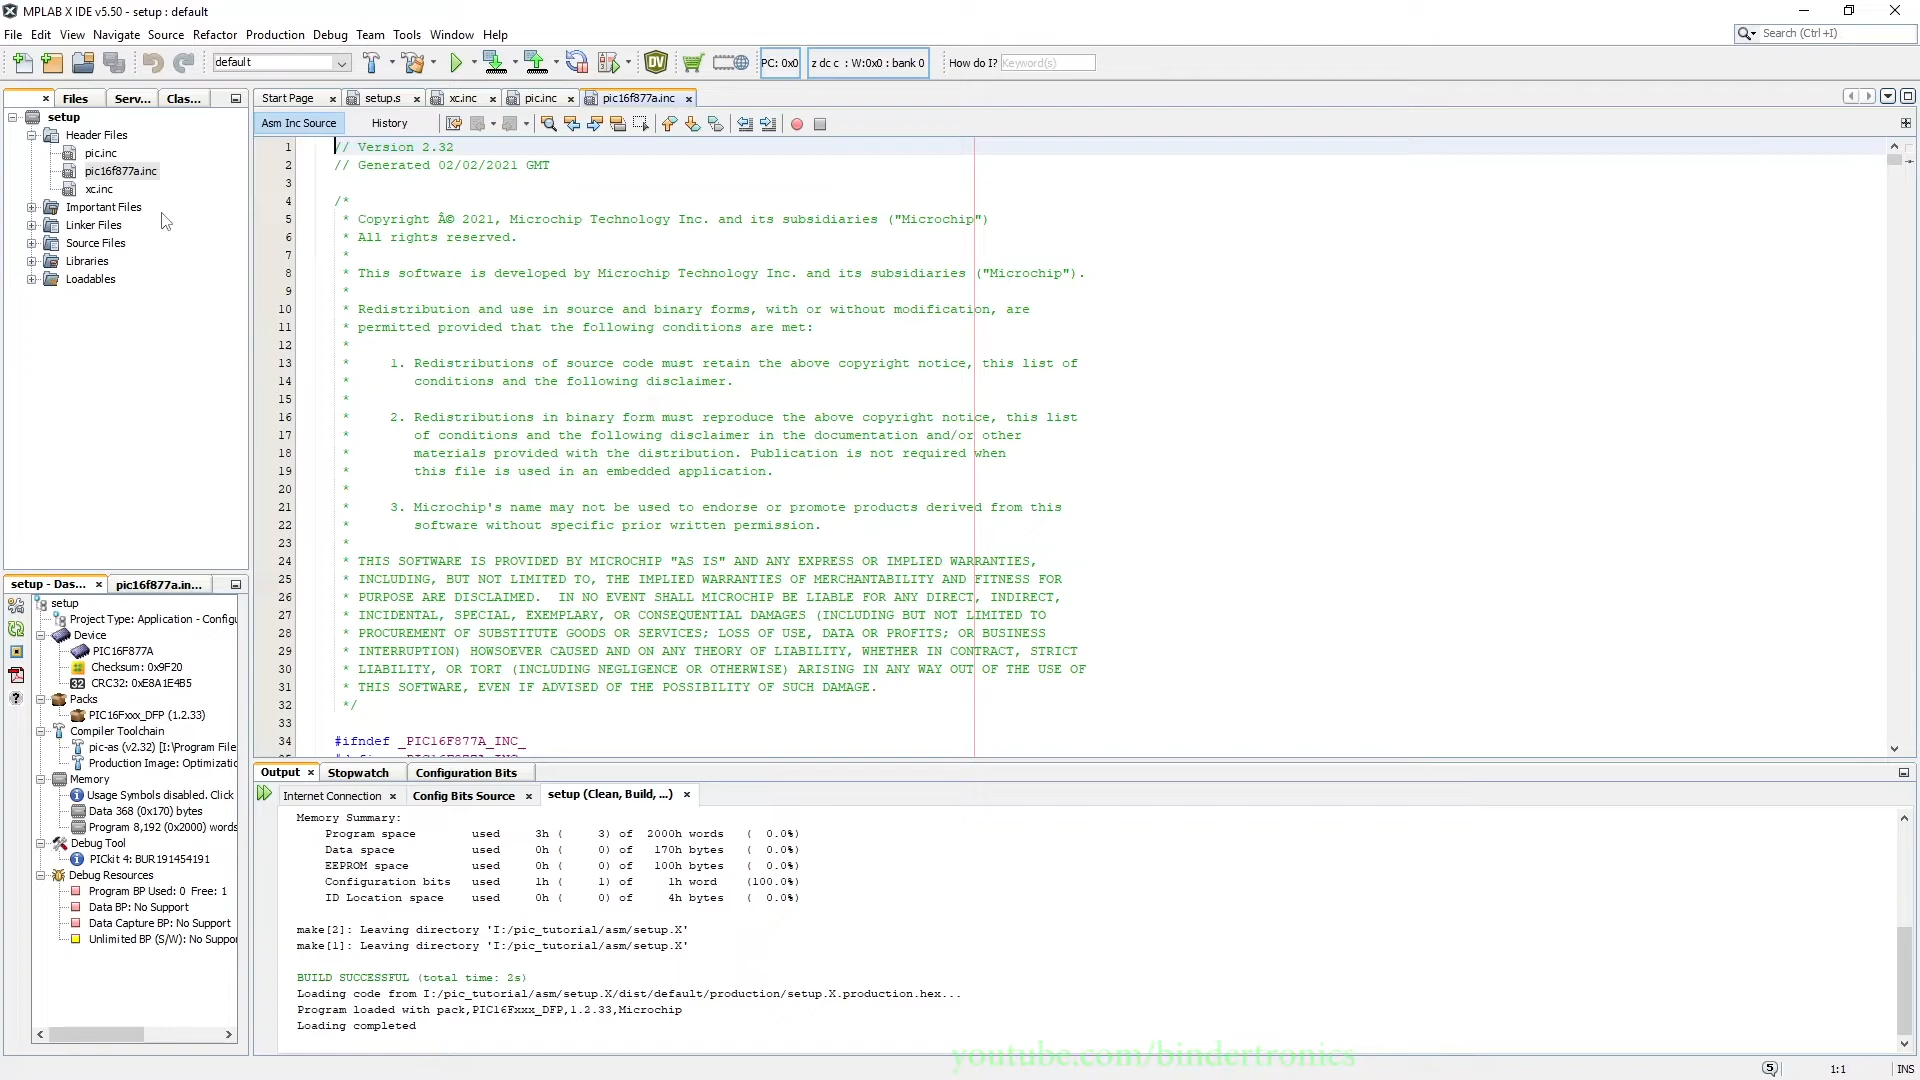 MPLAB X IDE v5.50 - setup : default
File Edit View Navigate Source Refactor Production Debug Team Tools Window Help
Search (Ctrl+I)
default
PC: 0x0
z dc c : W:0x0 : bank 0
How do I? Keyword(s)
Files Serv... Clas...
setup
Header Files
pic.inc
pic16f877a.inc
xc.inc
Important Files
Linker Files
Source Files
Libraries
Loadables
Start Page setup.s xc.inc pic.inc pic16f877a.inc
Asm Inc Source History
1 // Version 2.32
2 // Generated 02/02/2021 GMT
3
4 /*
5 * Copyright Â© 2021, Microchip Technology Inc. and its subsidiaries ("Microchip")
6 * All rights reserved.
7 *
8 * This software is developed by Microchip Technology Inc. and its subsidiaries ("Microchip").
9 *
10 * Redistribution and use in source and binary forms, with or without modification, are
11 * permitted provided that the following conditions are met:
12 *
13 * 1. Redistributions of source code must retain the above copyright notice, this list of
14 * conditions and the following disclaimer.
15 *
16 * 2. Redistributions in binary form must reproduce the above copyright notice, this list
17 * of conditions and the following disclaimer in the documentation and/or other
18 * materials provided with the distribution. Publication is not required when
19 * this file is used in an embedded application.
20 *
21 * 3. Microchip's name may not be used to endorse or promote products derived from this
22 * software without specific prior written permission.
23 *
24 * THIS SOFTWARE IS PROVIDED BY MICROCHIP "AS IS" AND ANY EXPRESS OR IMPLIED WARRANTIES,
25 * INCLUDING, BUT NOT LIMITED TO, THE IMPLIED WARRANTIES OF MERCHANTABILITY AND FITNESS FOR
26 * PURPOSE ARE DISCLAIMED. IN NO EVENT SHALL MICROCHIP BE LIABLE FOR ANY DIRECT, INDIRECT,
27 * INCIDENTAL, SPECIAL, EXEMPLARY, OR CONSEQUENTIAL DAMAGES (INCLUDING BUT NOT LIMITED TO
28 * PROCUREMENT OF SUBSTITUTE GOODS OR SERVICES; LOSS OF USE, DATA OR PROFITS; OR BUSINESS
29 * INTERRUPTION) HOWSOEVER CAUSED AND ON ANY THEORY OF LIABILITY, WHETHER IN CONTRACT, STRICT
30 * LIABILITY, OR TORT (INCLUDING NEGLIGENCE OR OTHERWISE) ARISING IN ANY WAY OUT OF THE USE OF
31 * THIS SOFTWARE, EVEN IF ADVISED OF THE POSSIBILITY OF SUCH DAMAGE.
32 */
33
34 #ifndef _PIC16F877A_INC_
setup - Das... pic16f877a.in...
setup
Project Type: Application - Configu
Device
PIC16F877A
Checksum: 0x9F20
32 CRC32: 0xE8A1E4B5
Packs
PIC16Fxxx_DFP (1.2.33)
Compiler Toolchain
pic-as (v2.32) [I:\Program File
Production Image: Optimizatio
Memory
Usage Symbols disabled. Click
Data 368 (0x170) bytes
Program 8,192 (0x2000) words
Debug Tool
PICkit 4: BUR191454191
Debug Resources
Program BP Used: 0 Free: 1
Data BP: No Support
Data Capture BP: No Support
Unlimited BP (S/W): No Suppo
Output Stopwatch Configuration Bits
Internet Connection Config Bits Source setup (Clean, Build, ...)
Memory Summary:
Program space used 3h ( 3) of 2000h words ( 0.0%)
Data space used 0h ( 0) of 170h bytes ( 0.0%)
EEPROM space used 0h ( 0) of 100h bytes ( 0.0%)
Configuration bits used 1h ( 1) of 1h word (100.0%)
ID Location space used 0h ( 0) of 4h bytes ( 0.0%)
make[2]: Leaving directory 'I:/pic_tutorial/asm/setup.X'
make[1]: Leaving directory 'I:/pic_tutorial/asm/setup.X'
BUILD SUCCESSFUL (total time: 2s)
Loading code from I:/pic_tutorial/asm/setup.X/dist/default/production/setup.X.production.hex...
Program loaded with pack,PIC16Fxxx_DFP,1.2.33,Microchip
Loading completed
youtube.com/bindertronics
5 1:1 INS